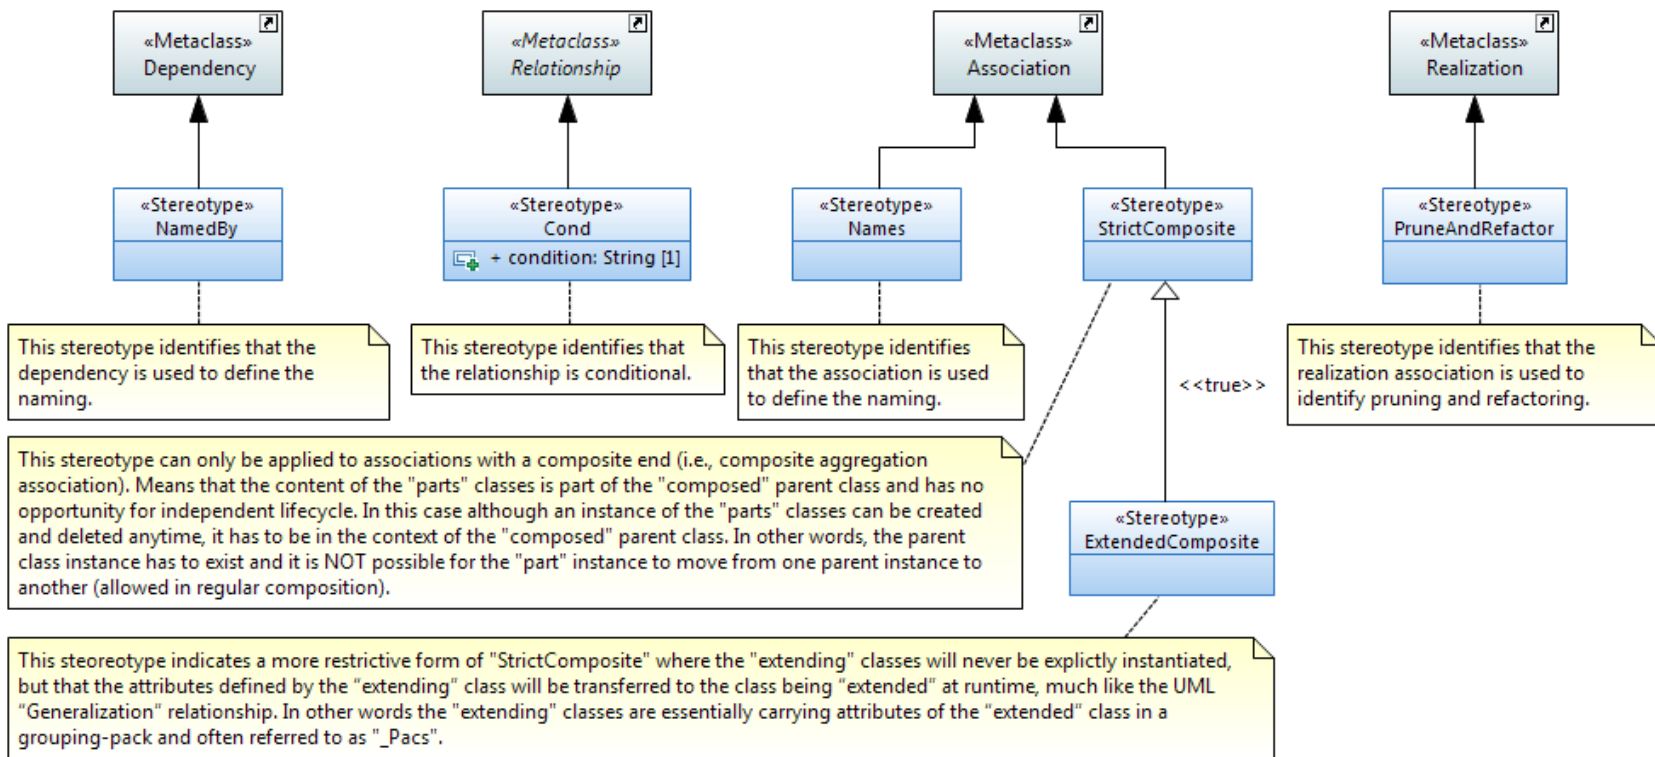 «Metaclass»
Dependency
«Metaclass»
Relationship
«Metaclass»
Association
«Metaclass»
Realization
«Stereotype»
NamedBy
«Stereotype»
Cond
+ condition: String [1]
«Stereotype»
Names
«Stereotype»
StrictComposite
«Stereotype»
PruneAndRefactor
This stereotype identifies that the
dependency is used to define the
naming.
This stereotype identifies that
the relationship is conditional.
This stereotype identifies
that the association is used
to define the naming.
<<true>>
This stereotype identifies that the
realization association is used to
identify pruning and refactoring.
This stereotype can only be applied to associations with a composite end (i.e., composite aggregation
association). Means that the content of the "parts" classes is part of the "composed" parent class and has no
opportunity for independent lifecycle. In this case although an instance of the "parts" classes can be created
and deleted anytime, it has to be in the context of the "composed" parent class. In other words, the parent
class instance has to exist and it is NOT possible for the "part" instance to move from one parent instance to
another (allowed in regular composition).
«Stereotype»
ExtendedComposite
This steoreotype indicates a more restrictive form of "StrictComposite" where the "extending" classes will never be explictly instantiated,
but that the attributes defined by the “extending” class will be transferred to the class being “extended” at runtime, much like the UML
“Generalization” relationship. In other words the "extending" classes are essentially carrying attributes of the “extended” class in a
grouping-pack and often referred to as "_Pacs".